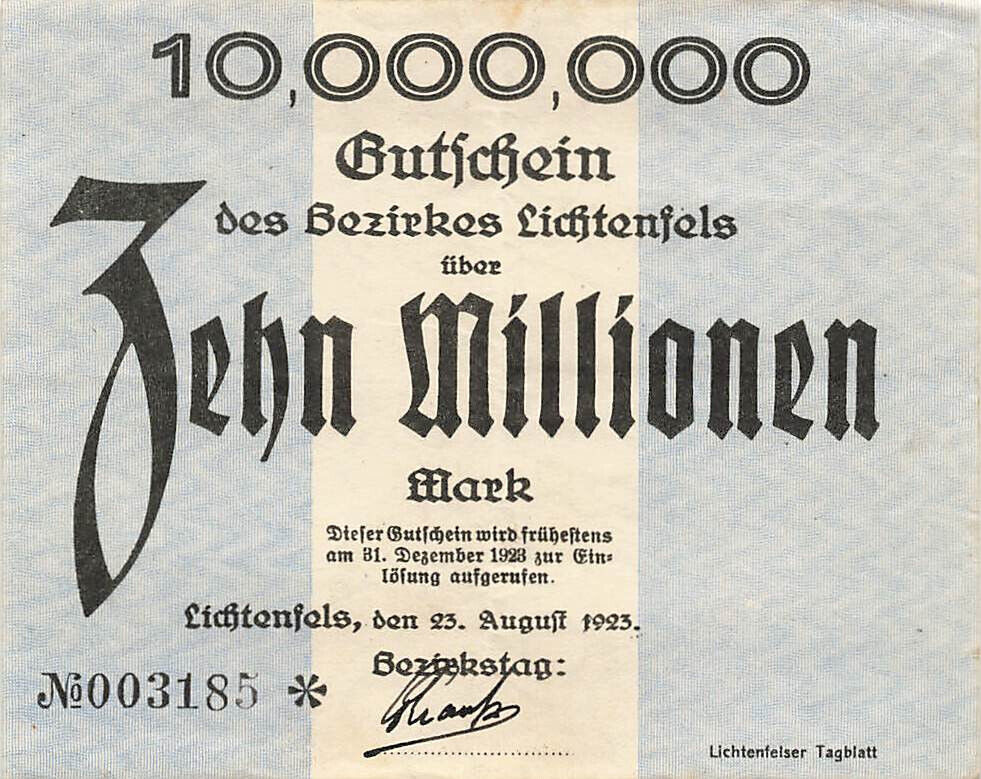 10,000,000
Gutschein
des Bezirkes Lichtenfels
über
Zehn Millionen
Mark
Dieser Gutschein wird frühestens
am 31. Dezember 1923 zur Ein=
lösung aufgerufen.
Lichtenfels, den 23. August 1923.
Bezirkstag:
№003185 *
Lichtenfelser Tagblatt